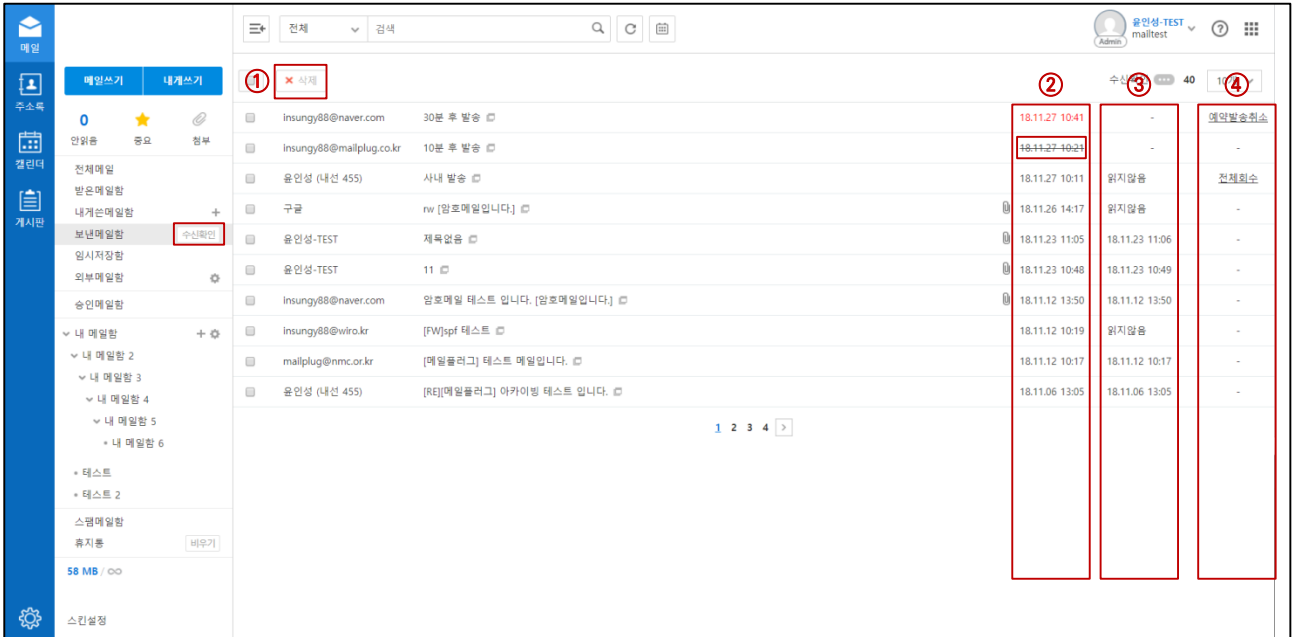 전체 검색
윤인성-TEST
mailtest
Admin
메일
주소록
캘린더
게시판
메일쓰기 내게쓰기
0
안읽음 중요 첨부
전체메일
받은메일함
내게쓴메일함
보낸메일함 수신확인
임시저장함
외부메일함
승인메일함
내 메일함
내 메일함 2
내 메일함 3
내 메일함 4
내 메일함 5
내 메일함 6
테스트
테스트 2
스팸메일함
휴지통 비우기
58 MB / ∞
스킨설정
① × 삭제 ② ③ 40 ④
insungy88@naver.com 30분 후 발송 18.11.27 10:41 - 예약발송취소
insungy88@mailplug.co.kr 10분 후 발송 18.11.27 10:21 - -
윤인성 (내선 455) 사내 발송 18.11.27 10:11 읽지않음 전체회수
구글 rw [암호메일입니다.] 18.11.26 14:17 읽지않음 -
윤인성-TEST 제목없음 18.11.23 11:05 18.11.23 11:06 -
윤인성-TEST 11 18.11.23 10:48 18.11.23 10:49 -
insungy88@naver.com 암호메일 테스트 입니다. [암호메일입니다.] 18.11.12 13:50 18.11.12 13:50 -
insungy88@wiro.kr [FW]spf 테스트 18.11.12 10:19 읽지않음 -
mailplug@nmc.or.kr [메일플러그] 테스트 메일입니다. 18.11.12 10:17 18.11.12 10:17 -
윤인성 (내선 455) [RE][메일플러그] 아카이빙 테스트 입니다. 18.11.06 13:05 18.11.06 13:05 -
1 2 3 4 >